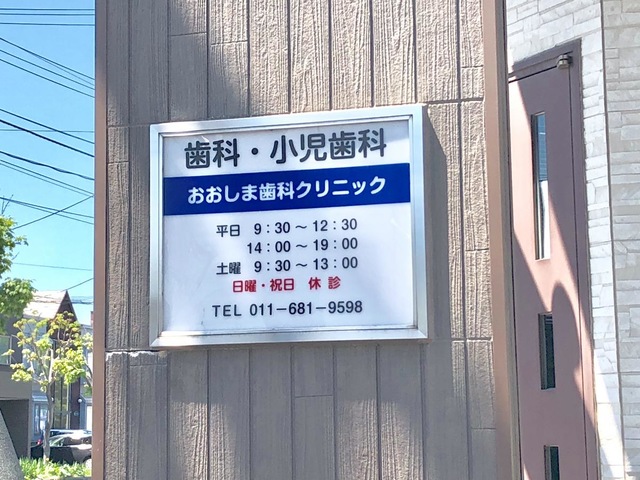 歯科・小児歯科
おおしま歯科クリニック
平日 9：30～12：30
14：00～19：00
土曜 9：30～13：00
日曜・祝日 休診
TEL 011-681-9598